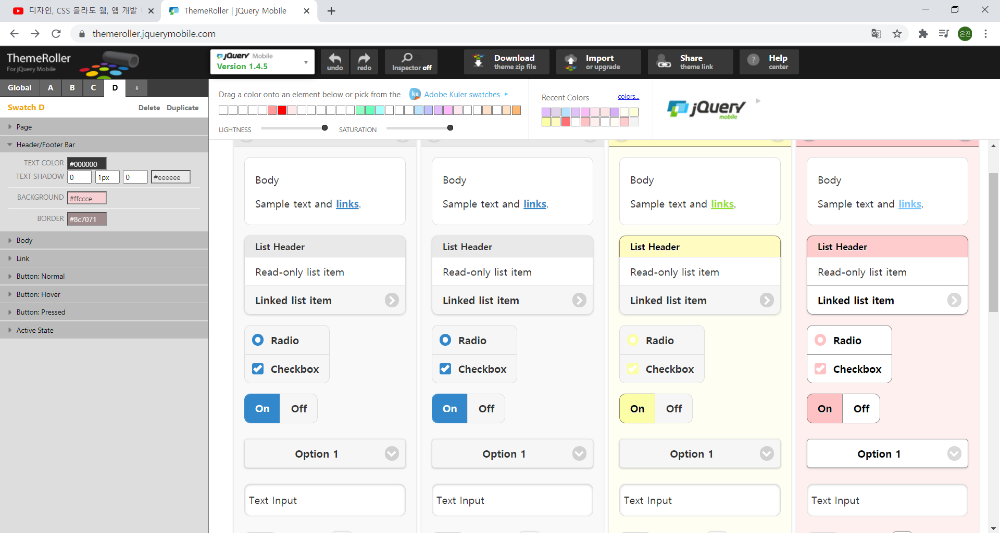 디자인, CSS 몰라도 웹, 앱 개발
ThemeRoller | jQuery Mobile
themeroller.jquerymobile.com
은진
ThemeRoller
For jQuery Mobile
jQuery Mobile
Version 1.4.5
undo
redo
Inspector off
Download
theme zip file
Import
or upgrade
Share
theme link
? Help
center
Global A B C D +
Swatch D Delete Duplicate
Page
Header/Footer Bar
TEXT COLOR #000000
TEXT SHADOW 0 1px 0 #eeeeee
BACKGROUND #ffccce
BORDER #8c7071
Body
Link
Button: Normal
Button: Hover
Button: Pressed
Active State
Drag a color onto an element below or pick from the ku Adobe Kuler swatches
LIGHTNESS SATURATION
Recent Colors colors...
jQuery
mobile
Body
Sample text and links.
List Header
Read-only list item
Linked list item
Radio
Checkbox
On Off
Option 1
Text Input
Body
Sample text and links.
List Header
Read-only list item
Linked list item
Radio
Checkbox
On Off
Option 1
Text Input
Body
Sample text and links.
List Header
Read-only list item
Linked list item
Radio
Checkbox
On Off
Option 1
Text Input
Body
Sample text and links.
List Header
Read-only list item
Linked list item
Radio
Checkbox
On Off
Option 1
Text Input